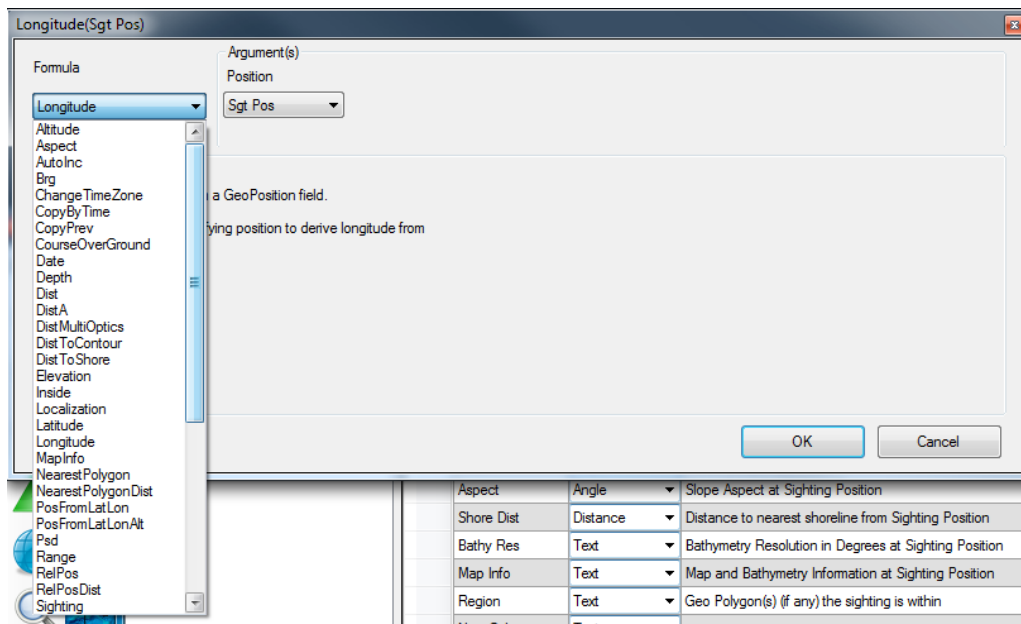 Longitude(Sgt Pos)
Formula
Argument(s)
Position
Longitude
Sgt Pos
Altitude
Aspect
AutoInc
Brg
ChangeTimeZone
CopyByTime
CopyPrev
CourseOverGround
Date
Depth
Dist
DistA
DistMultiOptics
DistToContour
DistToShore
Elevation
Inside
Localization
Latitude
Longitude
MapInfo
NearestPolygon
NearestPolygonDist
PosFromLatLon
PosFromLatLonAlt
Psd
Range
RelPos
RelPosDist
Sighting
a GeoPosition field.
fying position to derive longitude from
OK Cancel
Aspect Angle Slope Aspect at Sighting Position
Shore Dist Distance Distance to nearest shoreline from Sighting Position
Bathy Res Text Bathymetry Resolution in Degrees at Sighting Position
Map Info Text Map and Bathymetry Information at Sighting Position
Region Text Geo Polygon(s) (if any) the sighting is within